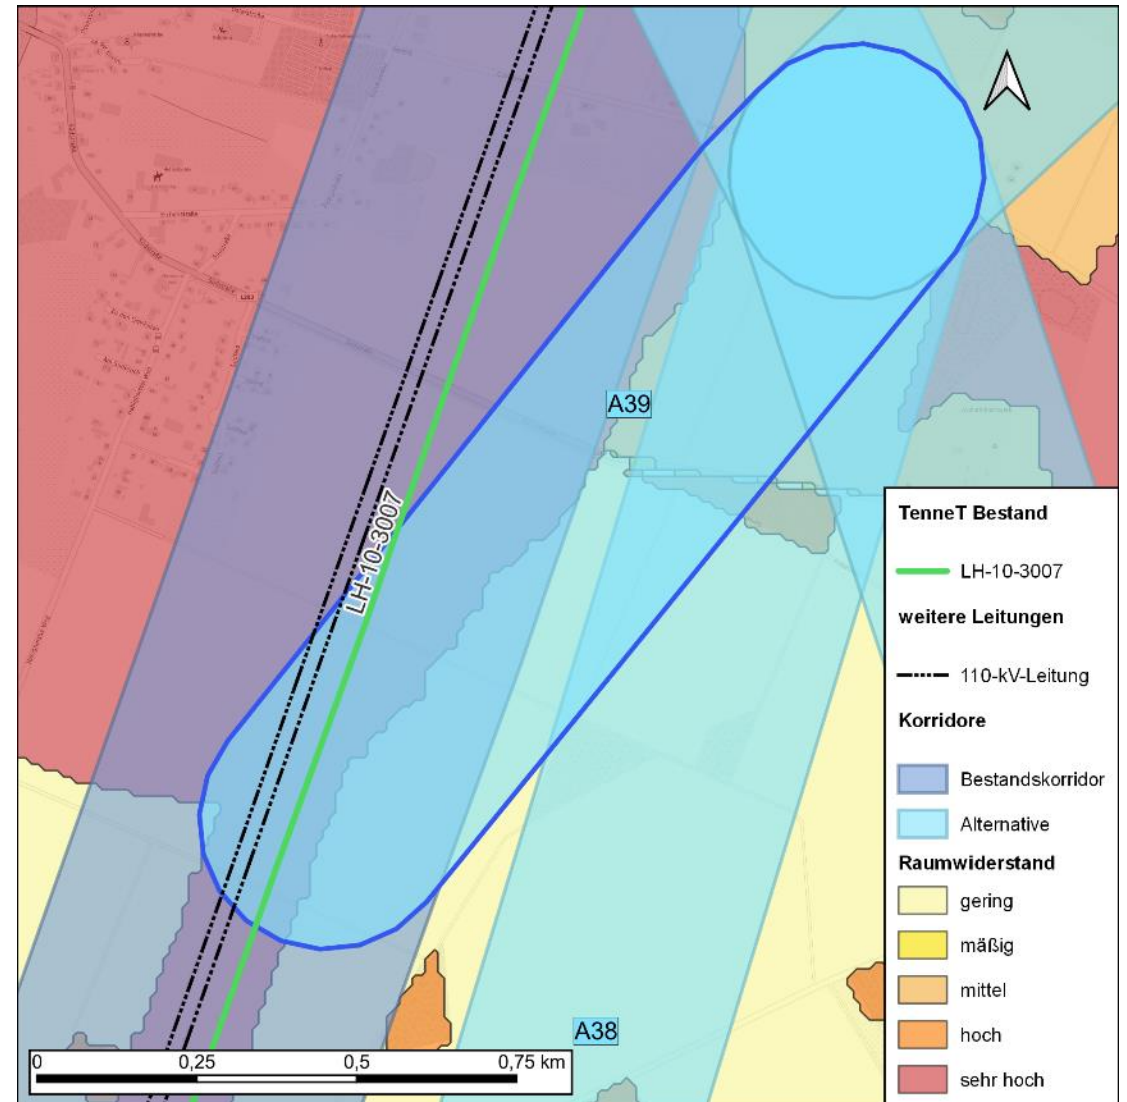 A39
LH-10-3007
A38
TenneT Bestand
LH-10-3007
weitere Leitungen
110-kV-Leitung
Korridore
Bestandskorridor
Alternative
Raumwiderstand
gering
mäßig
mittel
hoch
sehr hoch
0 0,25 0,5 0,75 km